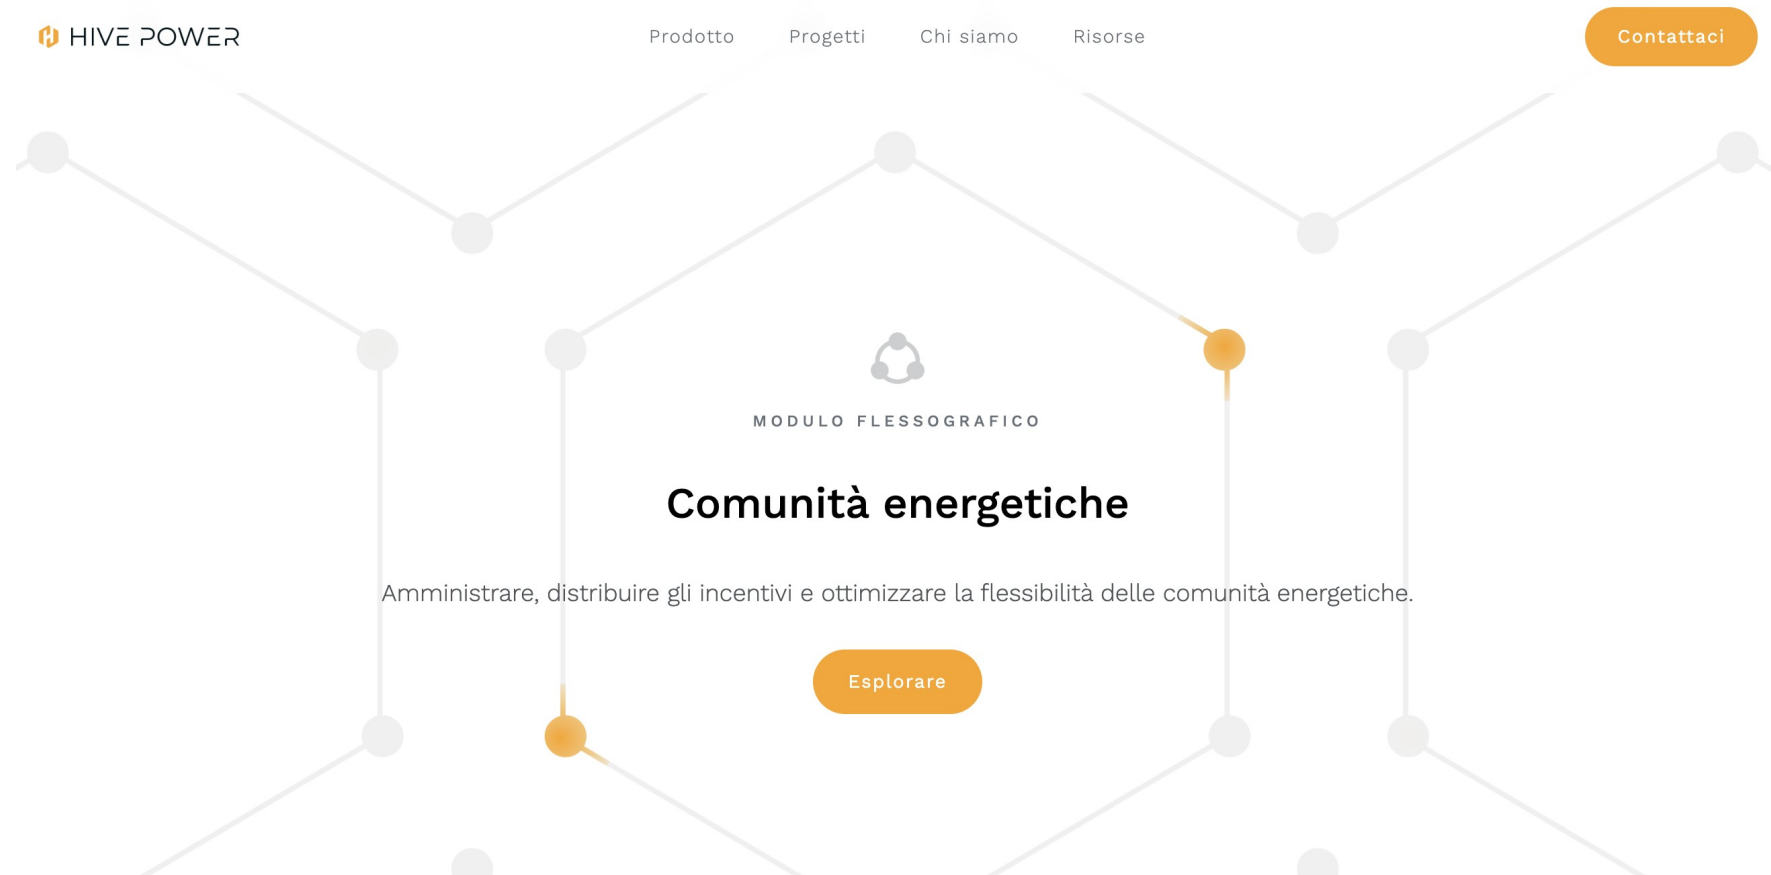 HIVE POWER
Prodotto
Progetti
Chi siamo
Risorse
Contattaci
MODULO FLESSOGRAFICO
Comunità energetiche
Amministrare, distribuire gli incentivi e ottimizzare la flessibilità delle comunità energetiche.
Esplorare